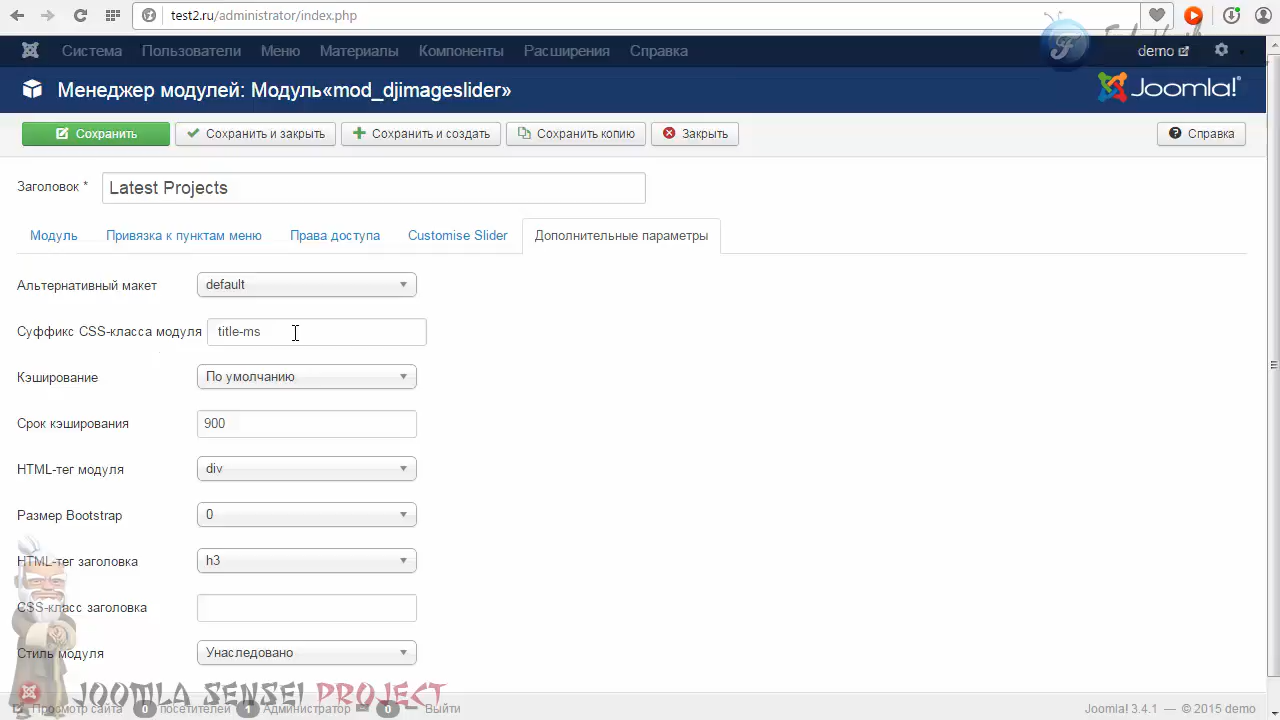 test2.ru/administrator/index.php
Система Пользователи Меню Материалы Компоненты Расширения Справка demo
Менеджер модулей: Модуль«mod_djimageslider» Joomla!®
Сохранить Сохранить и закрыть Сохранить и создать Сохранить копию Закрыть Справка
Заголовок * Latest Projects
Модуль Привязка к пунктам меню Права доступа Customise Slider Дополнительные параметры
Альтернативный макет default
Суффикс CSS-класса модуля title-ms
Кэширование По умолчанию
Срок кэширования 900
HTML-тег модуля div
Размер Bootstrap 0
HTML-тег заголовка h3
CSS-класс заголовка
Стиль модуля Унаследовано
JOOMLA SENSEI PROJECT
Просмотр сайта 0 посетителей 1 Администратор 0 Выйти Joomla! 3.4.1 — © 2015 demo